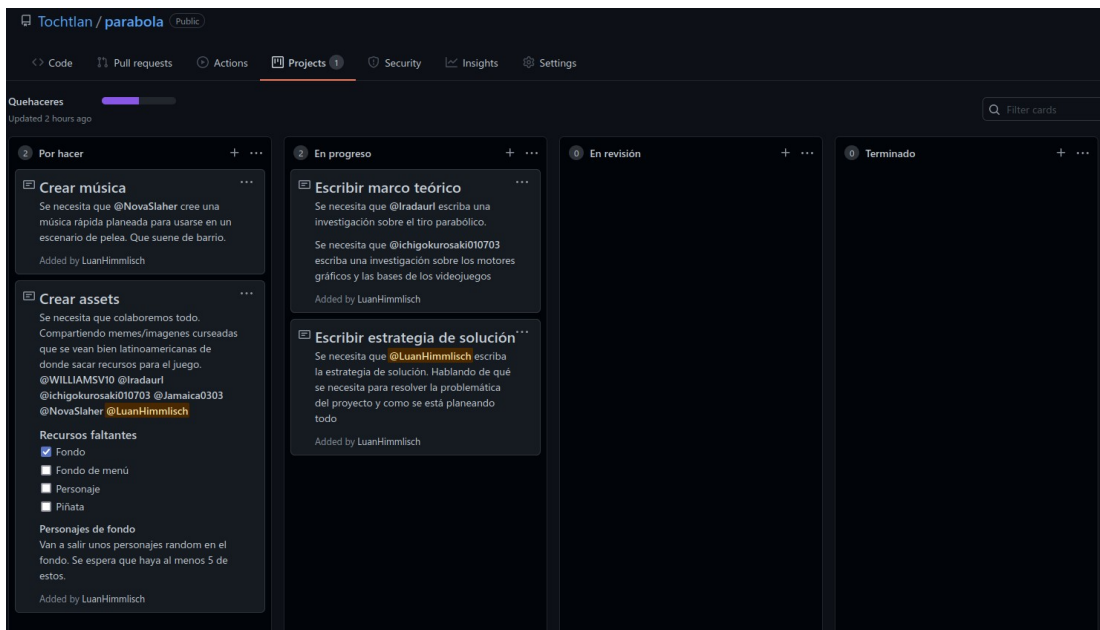 Tochtlan / parabola Public
Code Pull requests Actions Projects 1 Security Insights Settings
Quehaceres
Updated 2 hours ago
Filter cards
2 Por hacer
Crear música
Se necesita que @NovaSlaher cree una
música rápida planeada para usarse en un
escenario de pelea. Que suene de barrio.
Added by LuanHimmlisch
Crear assets
Se necesita que colaboremos todo.
Compartiendo memes/imagenes curseadas
que se vean bien latinoamericanas de
donde sacar recursos para el juego.
@WILLIAMSV10 @Iradaurl
@ichigokurosaki010703 @Jamaica0303
@NovaSlaher @LuanHimmlisch
Recursos faltantes
Fondo
Fondo de menú
Personaje
Piñata
Personajes de fondo
Van a salir unos personajes random en el
fondo. Se espera que haya al menos 5 de
estos.
Added by LuanHimmlisch
2 En progreso
Escribir marco teórico
Se necesita que @Iradaurl escriba una
investigación sobre el tiro parabólico.
Se necesita que @ichigokurosaki010703
escriba una investigación sobre los motores
gráficos y las bases de los videojuegos
Added by LuanHimmlisch
Escribir estrategia de solución
Se necesita que @LuanHimmlisch escriba
la estrategia de solución. Hablando de qué
se necesita para resolver la problemática
del proyecto y como se está planeando
todo
Added by LuanHimmlisch
0 En revisión
0 Terminado